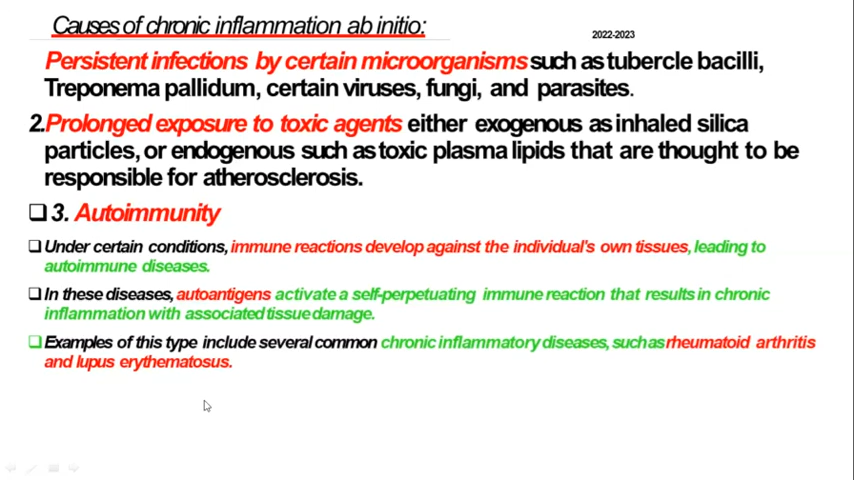 Causes of chronic inflammation ab initio:
2022-2023
Persistent infections by certain microorganisms such as tubercle bacilli,
Treponema pallidum, certain viruses, fungi, and parasites.
2.Prolonged exposure to toxic agents either exogenous as inhaled silica
particles, or endogenous such as toxic plasma lipids that are thought to be
responsible for atherosclerosis.
❑3. Autoimmunity
❑Under certain conditions, immune reactions develop against the individual's own tissues, leading to
autoimmune diseases.
❑In these diseases, autoantigens activate a self-perpetuating immune reaction that results in chronic
inflammation with associated tissue damage.
❑Examples of this type include several common chronic inflammatory diseases, such as rheumatoid arthritis
and lupus erythematosus.